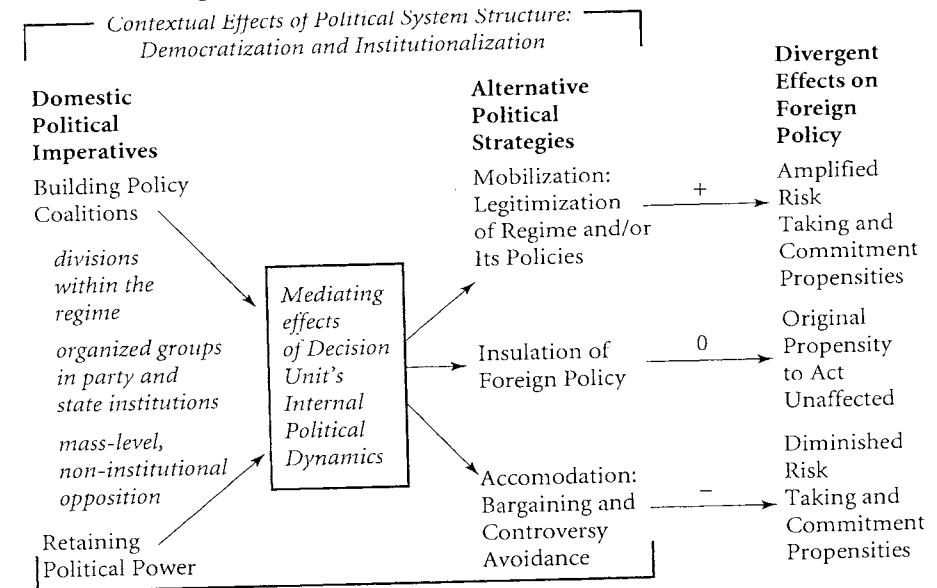 Contextual Effects of Political System Structure:
Democratization and Institutionalization
Domestic
Political
Imperatives
Building Policy
Coalitions
divisions
within the
regime
organized groups
in party and
state institutions
mass-level,
non-institutional
opposition
Retaining
Political Power
Mediating
effects
of Decision
Unit's
Internal
Political
Dynamics
Alternative
Political
Strategies
Mobilization:
Legitimization
of Regime and/or
Its Policies
Insulation of
Foreign Policy
Accomodation:
Bargaining and
Controversy
Avoidance
+
0
–
Divergent
Effects on
Foreign
Policy
Amplified
Risk
Taking and
Commitment
Propensities
Original
Propensity
to Act
Unaffected
Diminished
Risk
Taking and
Commitment
Propensities